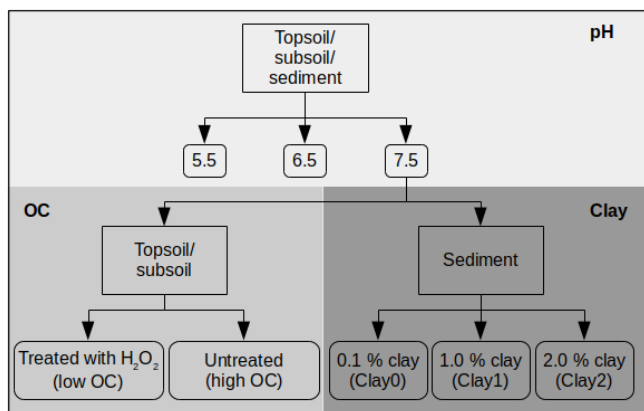 pH
Topsoil/
subsoil/
sediment
5.5
6.5
7.5
OC
Topsoil/
subsoil
Treated with H₂O₂
(low OC)
Untreated
(high OC)
Clay
Sediment
0.1 % clay
(Clay0)
1.0 % clay
(Clay1)
2.0 % clay
(Clay2)